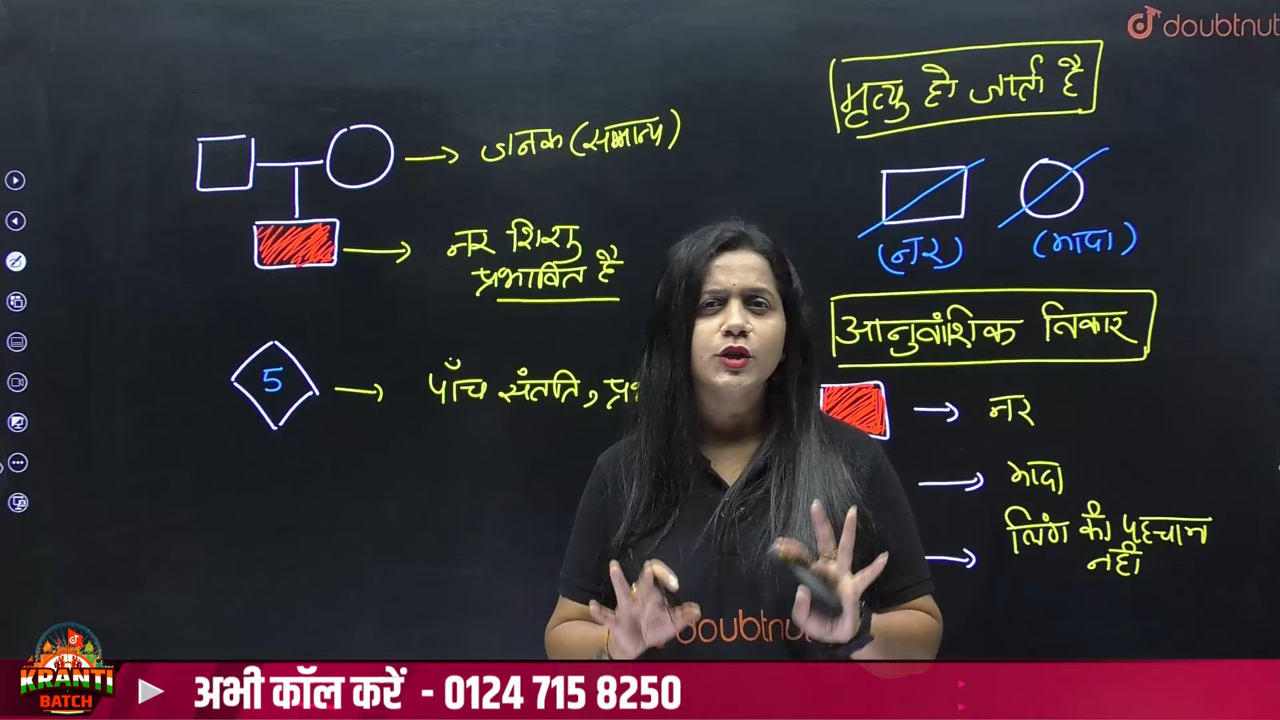 doubtnut
मृत्यु हो जाती है
जनक (सामान्य)
नर शिशु
प्रभावित है
(नर) (मादा)
आनुवांशिक विकार
5
पाँच संतति,
नर
मादा
लिंग की पहचान
नहीं
doubtnut
KRANTI
BATCH
अभी कॉल करें - 0124 715 8250